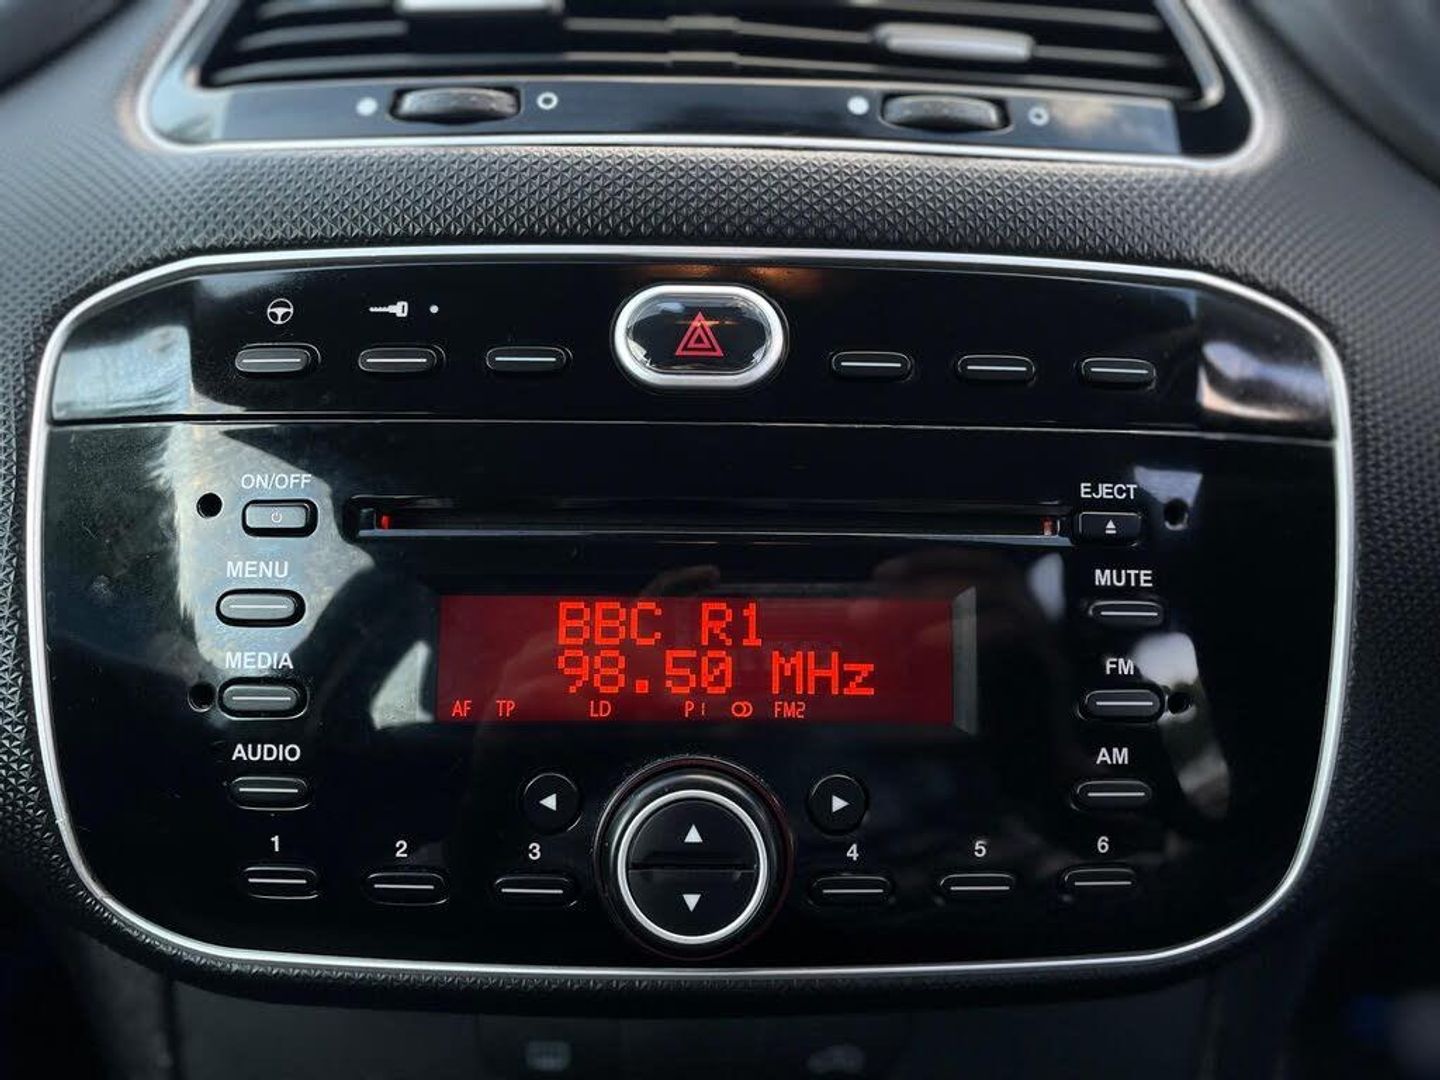 ON/OFF
EJECT
MENU
MUTE
BBC R1
MEDIA
98.50 MHz
FM
AF TP LD P1 FM2
AUDIO
AM
1 2 3 4 5 6